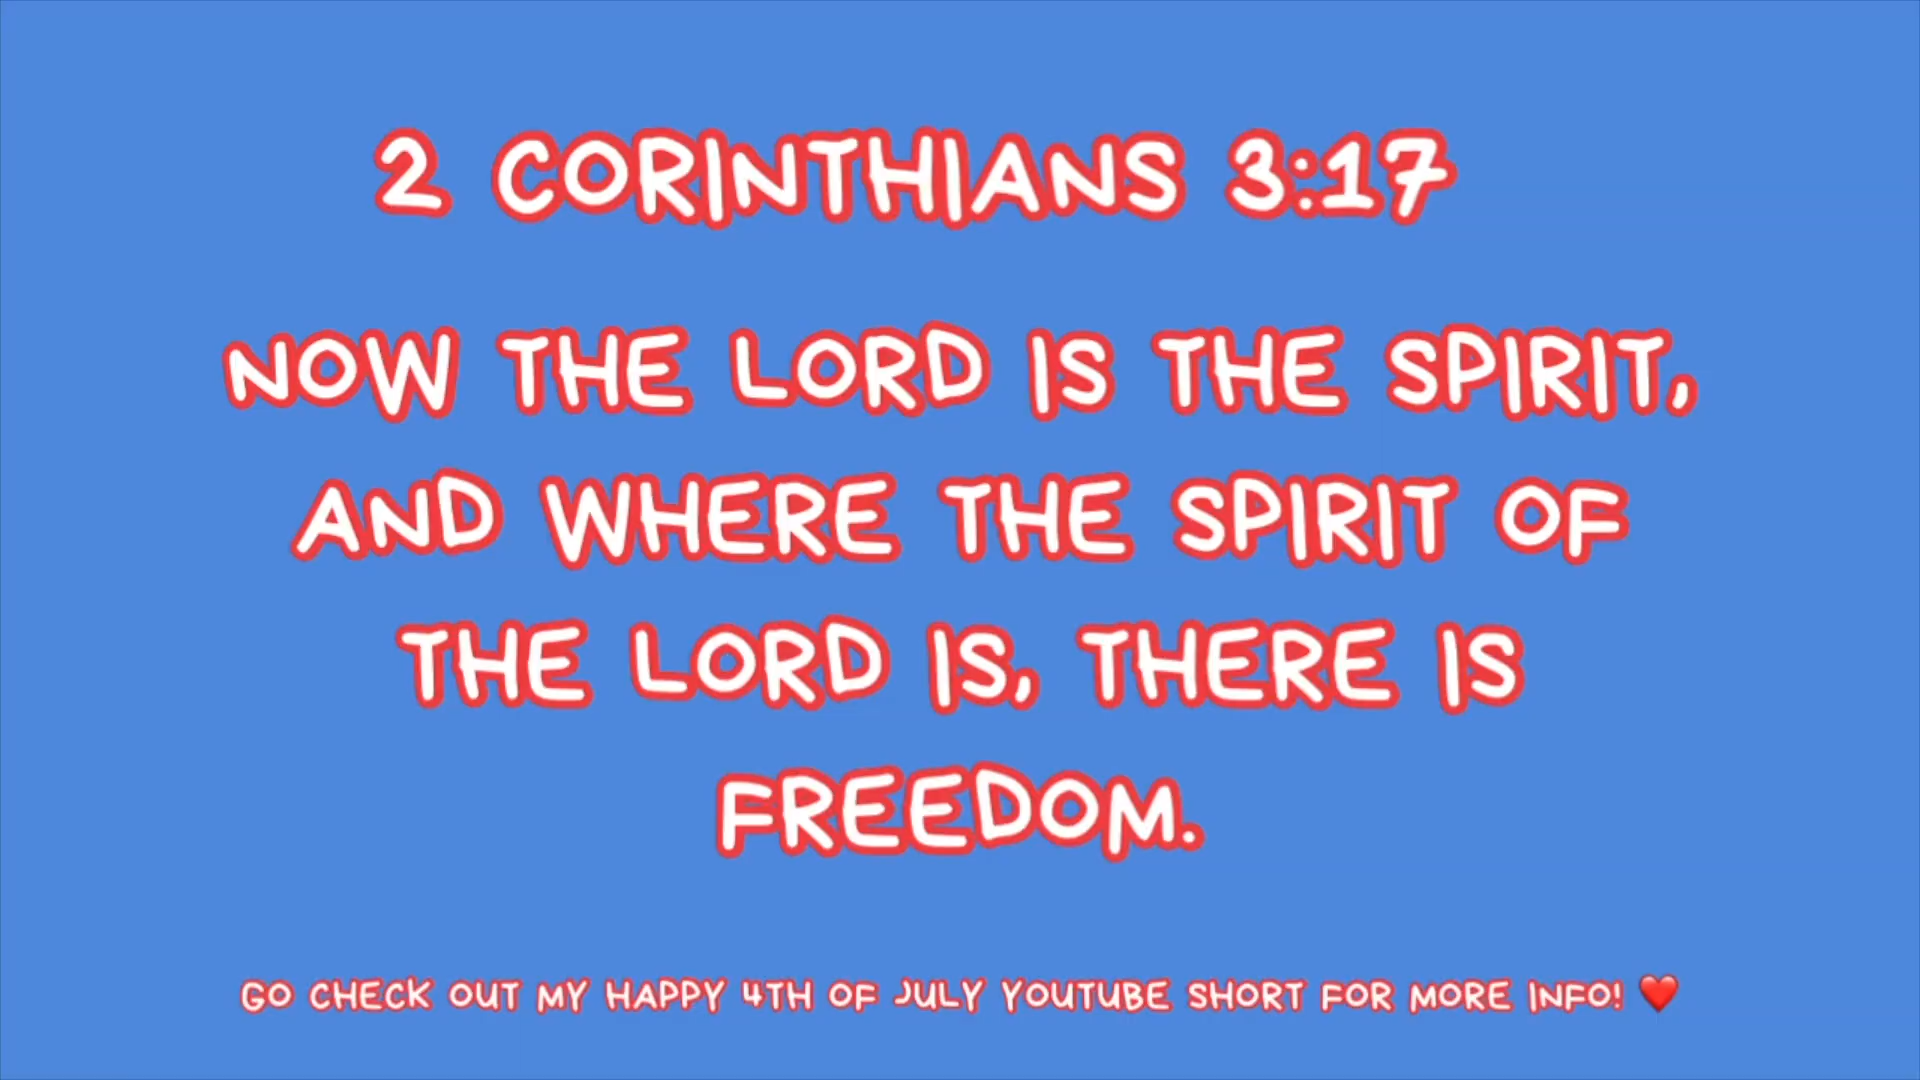 2 CORINTHIANS 3:17
NOW THE LORD IS THE SPIRIT,
AND WHERE THE SPIRIT OF
THE LORD IS, THERE IS
FREEDOM.
GO CHECK OUT MY HAPPY 4TH OF JULY YOUTUBE SHORT FOR MORE INFO! ❤️